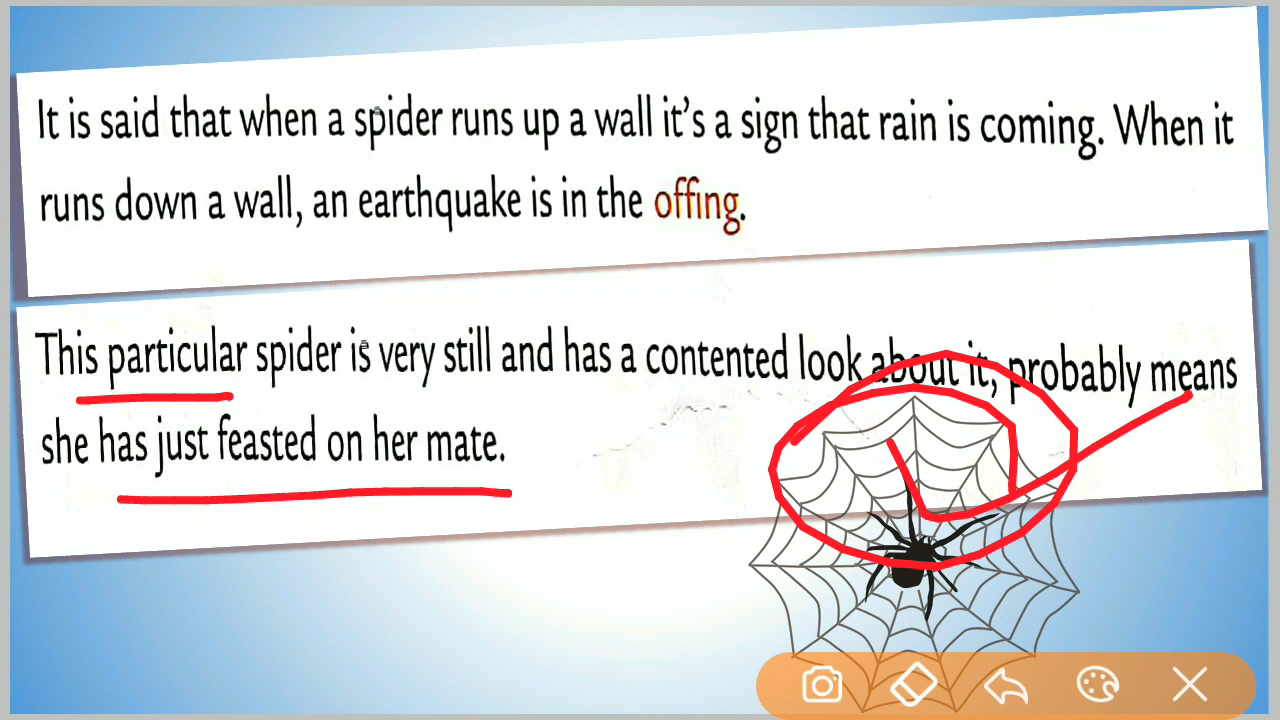 It is said that when a spider runs up a wall it's a sign that rain is coming. When it
runs down a wall, an earthquake is in the offing.
This particular spider is very still and has a contented look about it, probably means
she has just feasted on her mate.